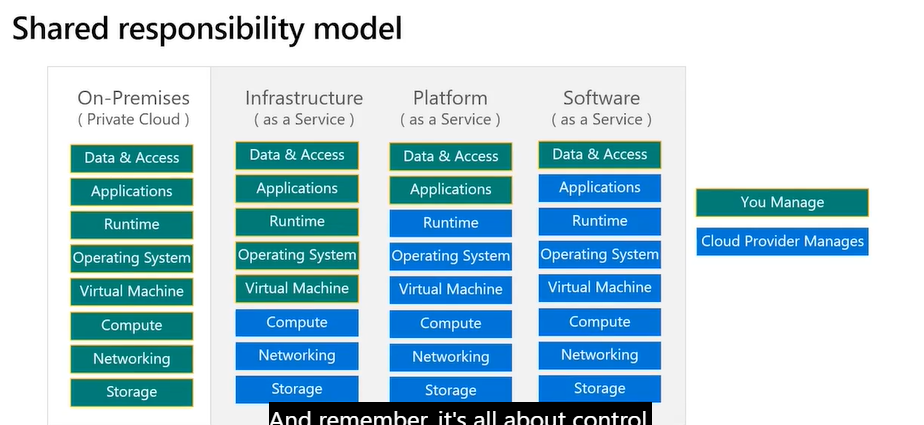 Shared responsibility model
On-Premises
( Private Cloud )
Data & Access
Applications
Runtime
Operating System
Virtual Machine
Compute
Networking
Storage
Infrastructure
( as a Service )
Data & Access
Applications
Runtime
Operating System
Virtual Machine
Compute
Networking
Storage
Platform
( as a Service )
Data & Access
Applications
Runtime
Operating System
Virtual Machine
Compute
Networking
Storage
Software
( as a Service )
Data & Access
Applications
Runtime
Operating System
Virtual Machine
Compute
Networking
Storage
You Manage
Cloud Provider Manages
And remember, it's all about control